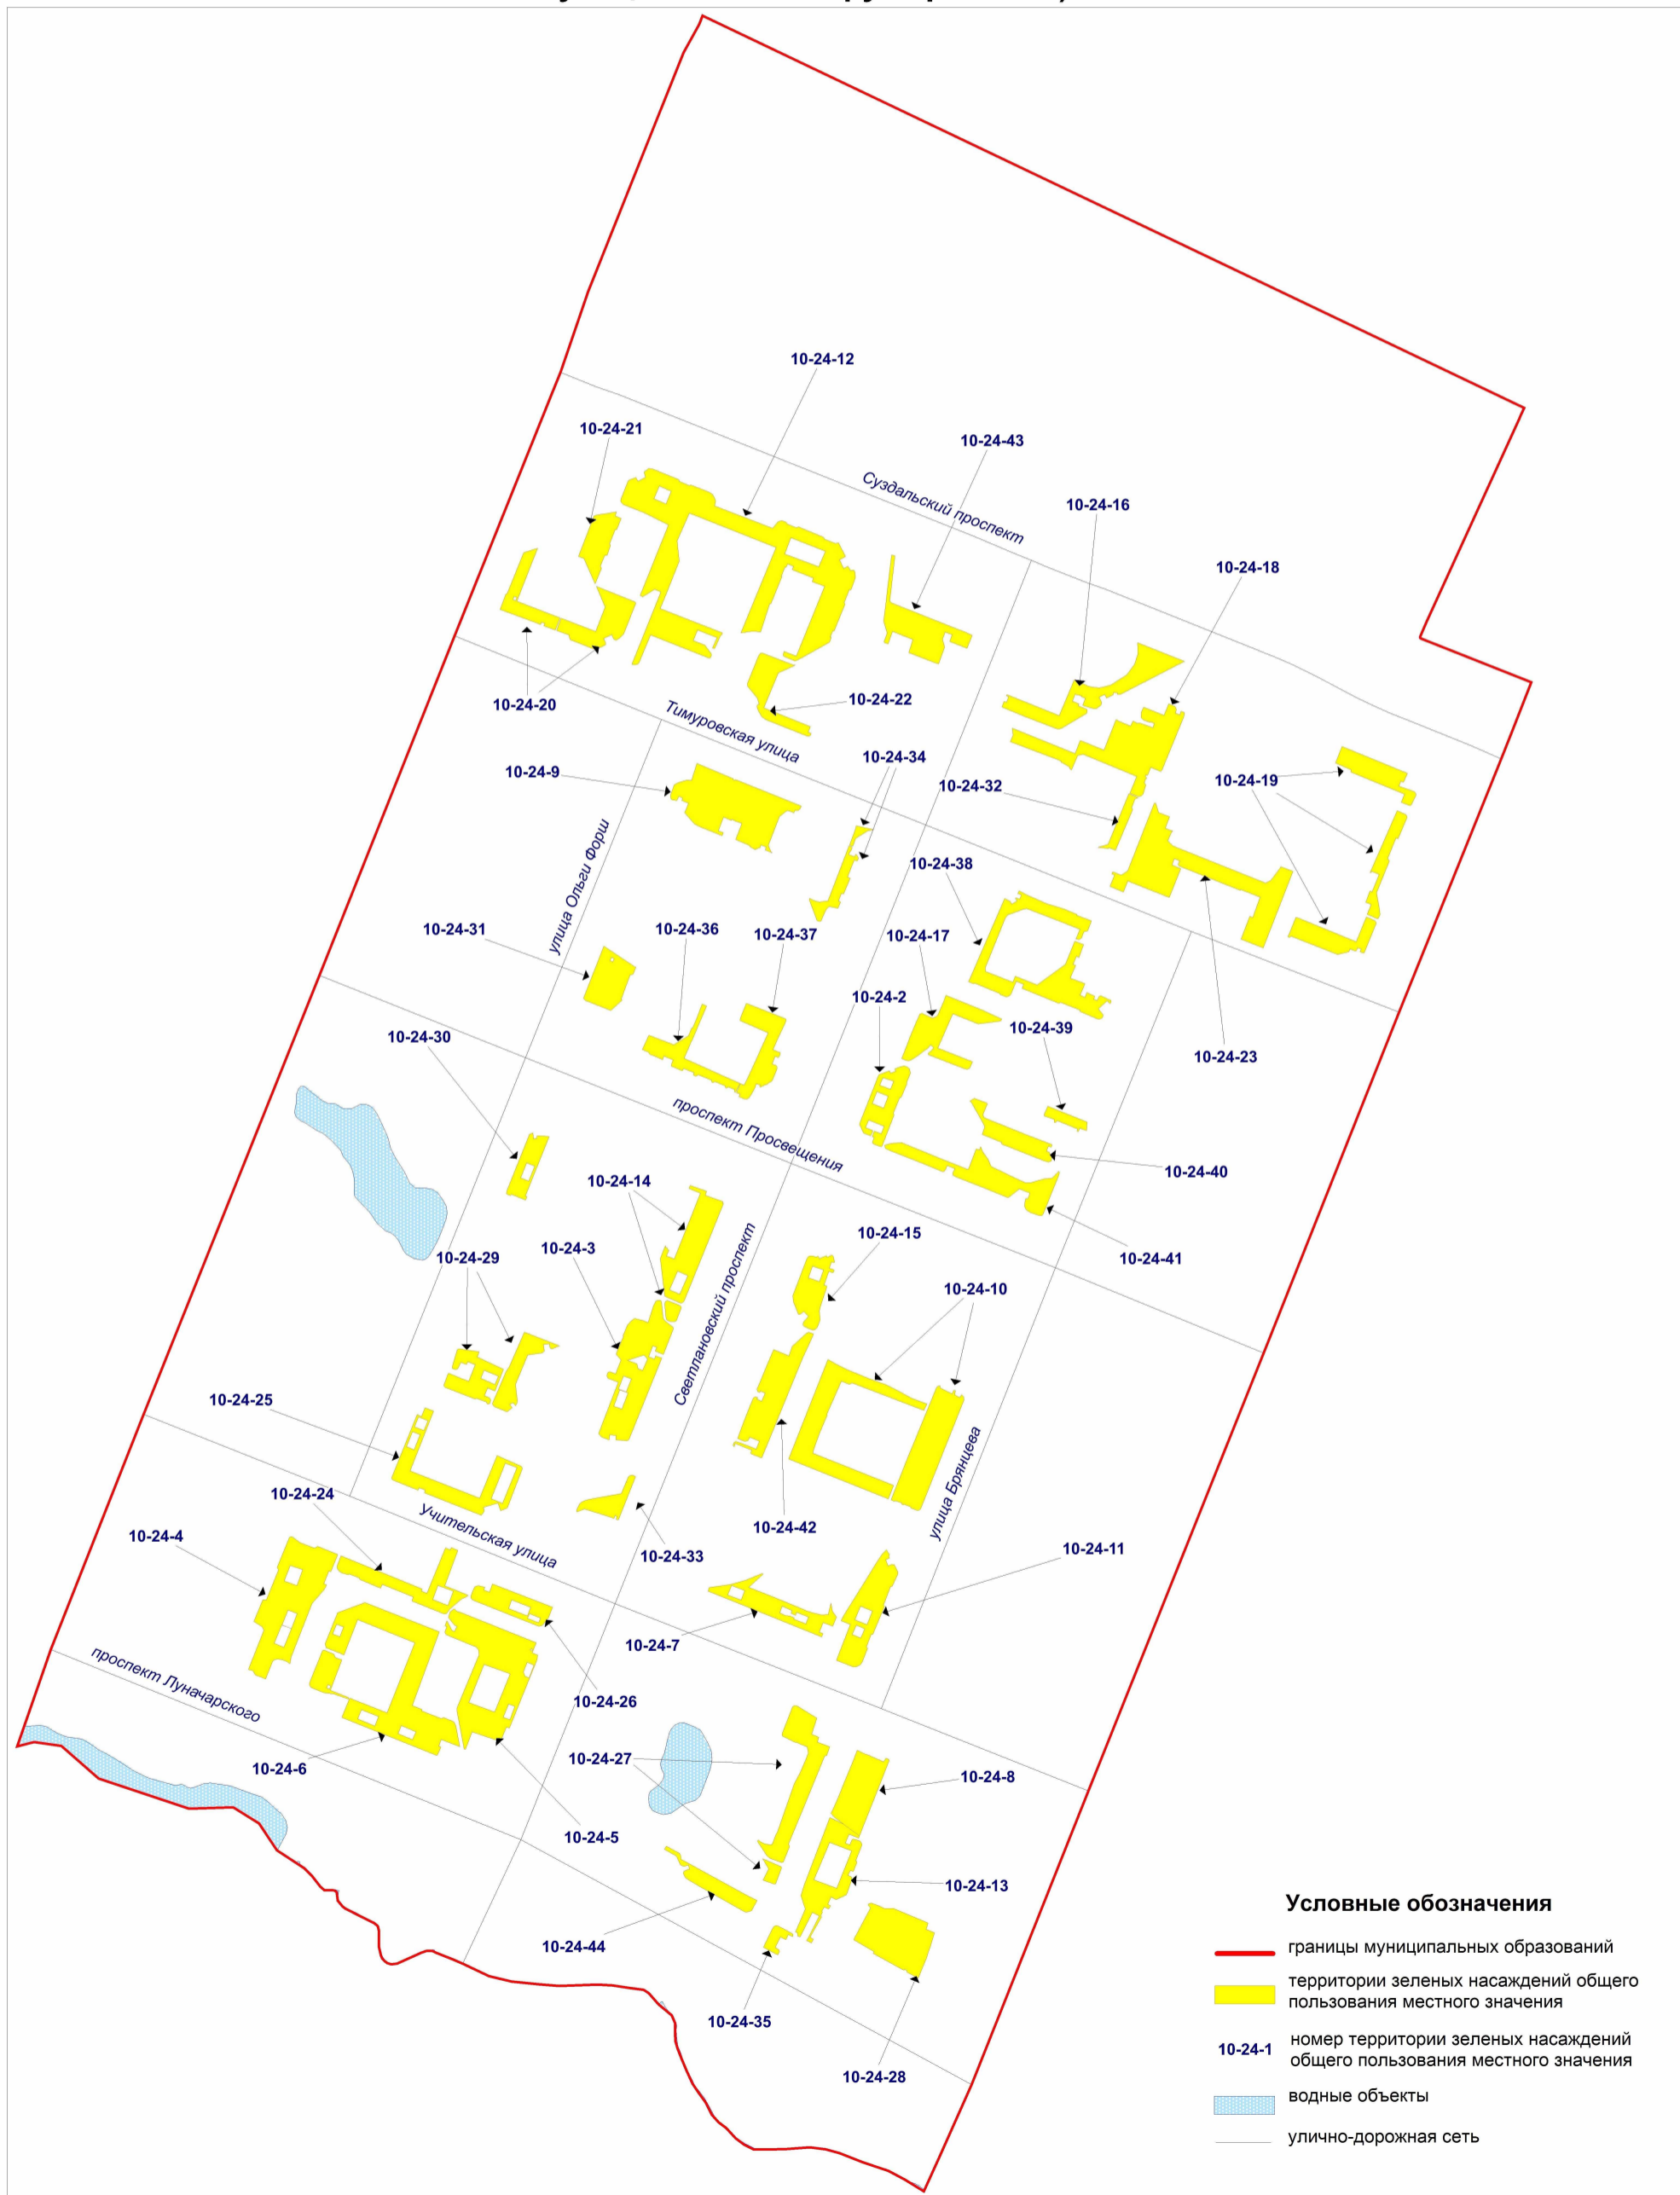 10-24-12
10-24-21
10-24-43
Суздальский проспект
10-24-16
10-24-18
10-24-20
10-24-22
Тимуровская улица
10-24-34
10-24-9
10-24-32
10-24-19
улица Ольги Форш
10-24-38
10-24-31
10-24-36
10-24-37
10-24-17
10-24-2
10-24-39
10-24-30
10-24-23
проспект Просвещения
10-24-14
10-24-40
10-24-15
10-24-3
10-24-29
10-24-41
Светлановский проспект
10-24-10
10-24-25
10-24-24
улица Брянцева
Учительская улица
10-24-42
10-24-4
10-24-33
10-24-11
10-24-7
проспект Луначарского
10-24-26
10-24-27
10-24-6
10-24-8
10-24-5
10-24-13
10-24-44
10-24-35
10-24-28
Условные обозначения
границы муниципальных образований
территории зеленых насаждений общего
пользования местного значения
10-24-1
номер территории зеленых насаждений
общего пользования местного значения
водные объекты
улично-дорожная сеть